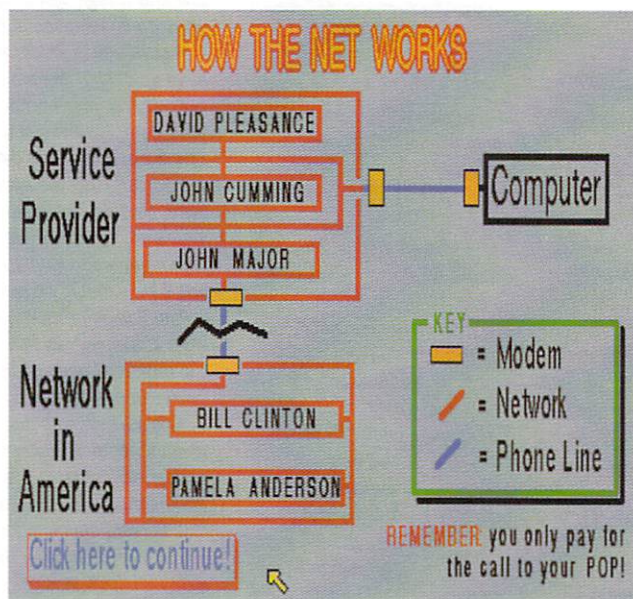 HOW THE NET WORKS
Service
Provider
DAVID PLEASANCE
JOHN CUMMING
JOHN MAJOR
Computer
Network
in
America
BILL CLINTON
PAMELA ANDERSON
KEY
= Modem
= Network
= Phone Line
Click here to continue!
REMEMBER you only pay for
the call to your POP!